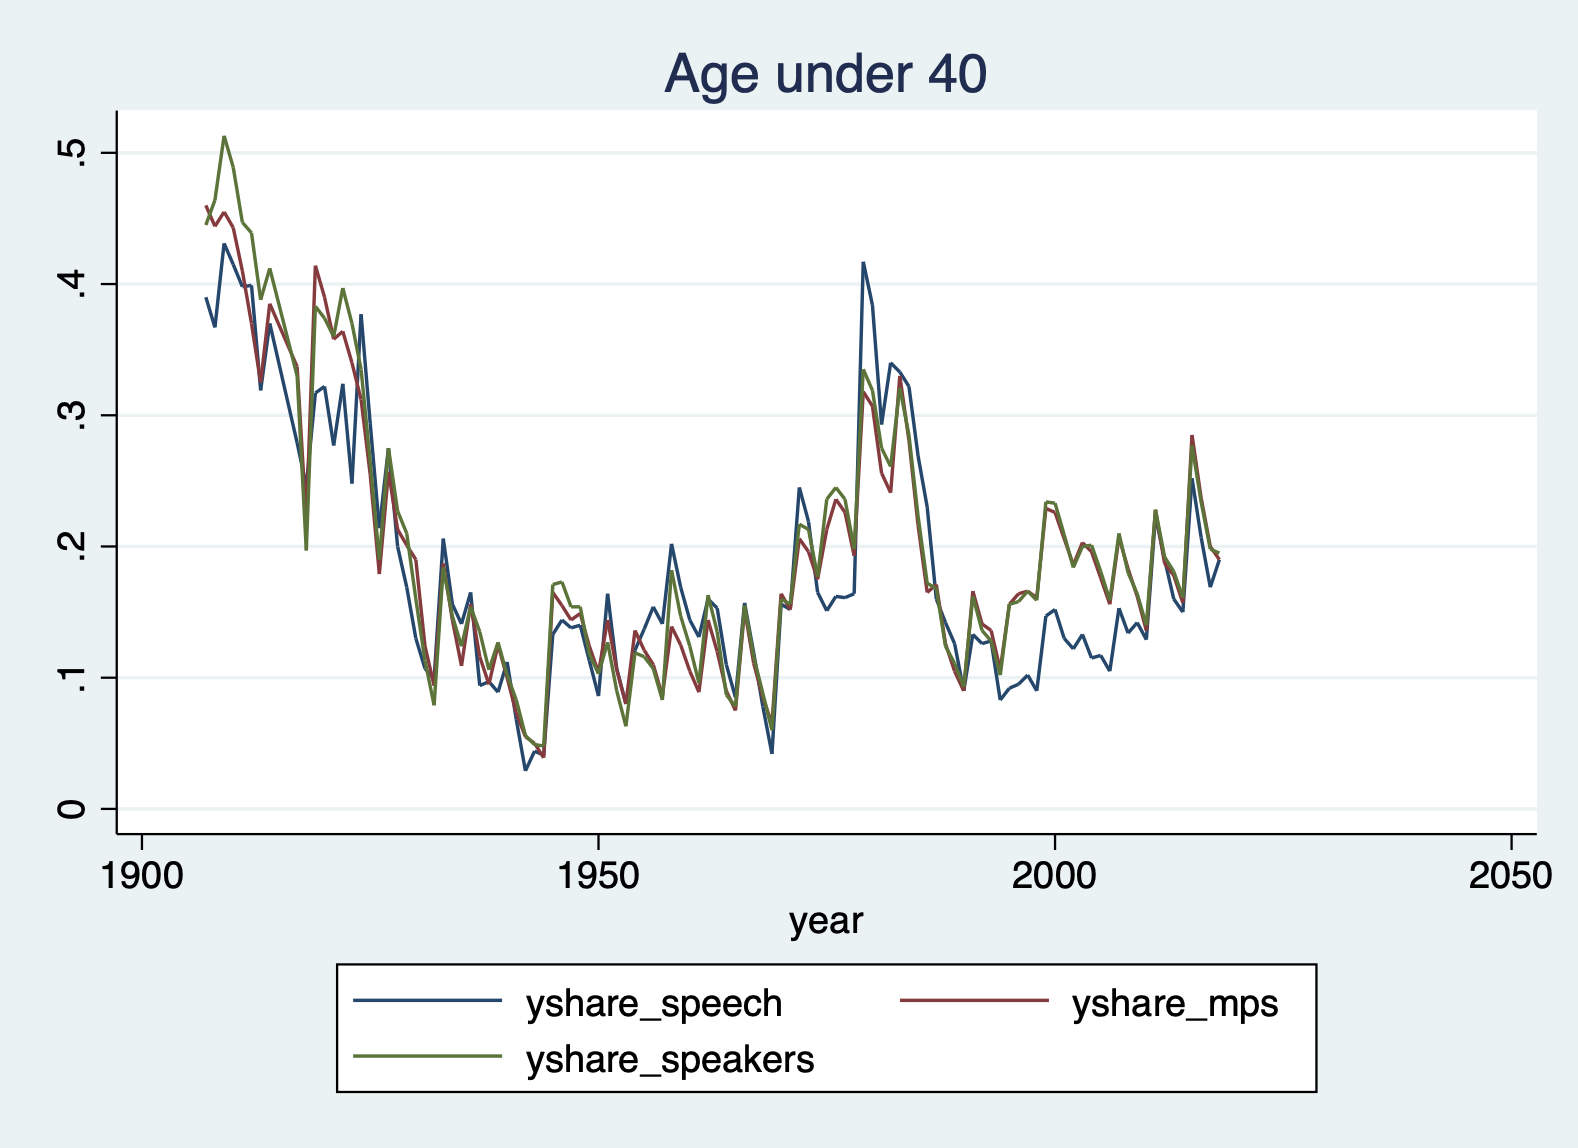 Age under 40
.5
.4
.3
.2
.1
0
1900 1950 2000 2050
year
yshare_speech yshare_mps
yshare_speakers